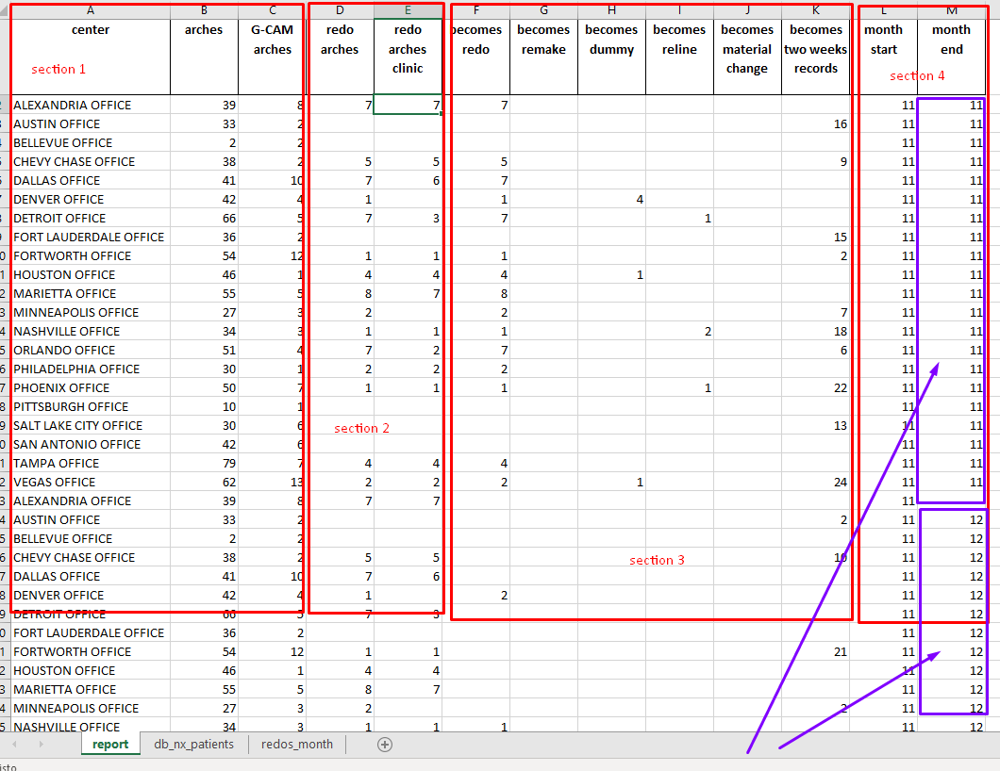 A B C D E F G H I J K L M
center arches G-CAM arches redo arches redo arches clinic becomes redo becomes remake becomes dummy becomes reline becomes material change becomes two weeks records month start month end
section 1 section 4
ALEXANDRIA OFFICE 39 8 7 7 7 11 11
AUSTIN OFFICE 33 2 16 11 11
BELLEVUE OFFICE 2 2 11 11
CHEVY CHASE OFFICE 38 2 5 5 5 9 11 11
DALLAS OFFICE 41 10 7 6 7 11 11
DENVER OFFICE 42 4 1 1 4 11 11
DETROIT OFFICE 66 5 7 3 7 1 11 11
FORT LAUDERDALE OFFICE 36 2 15 11 11
FORTWORTH OFFICE 54 12 1 1 1 2 11 11
HOUSTON OFFICE 46 1 4 4 4 1 11 11
MARIETTA OFFICE 55 5 8 7 8 11 11
MINNEAPOLIS OFFICE 27 3 2 2 7 11 11
NASHVILLE OFFICE 34 3 1 1 1 2 18 11 11
ORLANDO OFFICE 51 4 7 2 7 6 11 11
PHILADELPHIA OFFICE 30 1 2 2 2 11 11
PHOENIX OFFICE 50 7 1 1 1 1 22 11 11
PITTSBURGH OFFICE 10 1 11 11
SALT LAKE CITY OFFICE 30 6 13 11 11
section 2
SAN ANTONIO OFFICE 42 6 11 11
TAMPA OFFICE 79 7 4 4 4 11 11
VEGAS OFFICE 62 13 2 2 2 1 24 11 11
ALEXANDRIA OFFICE 39 8 7 7 11
AUSTIN OFFICE 33 2 2 11 12
BELLEVUE OFFICE 2 2 11 12
CHEVY CHASE OFFICE 38 2 5 5 10 11 12
section 3
DALLAS OFFICE 41 10 7 6 11 12
DENVER OFFICE 42 4 1 2 11 12
DETROIT OFFICE 66 5 7 3 11 12
FORT LAUDERDALE OFFICE 36 2 11 12
FORTWORTH OFFICE 54 12 1 1 21 11 12
HOUSTON OFFICE 46 1 4 4 11 12
MARIETTA OFFICE 55 5 8 7 11 12
MINNEAPOLIS OFFICE 27 3 2 2 11 12
NASHVILLE OFFICE 34 3 1 1 1 11 12
report db_nx_patients redos_month